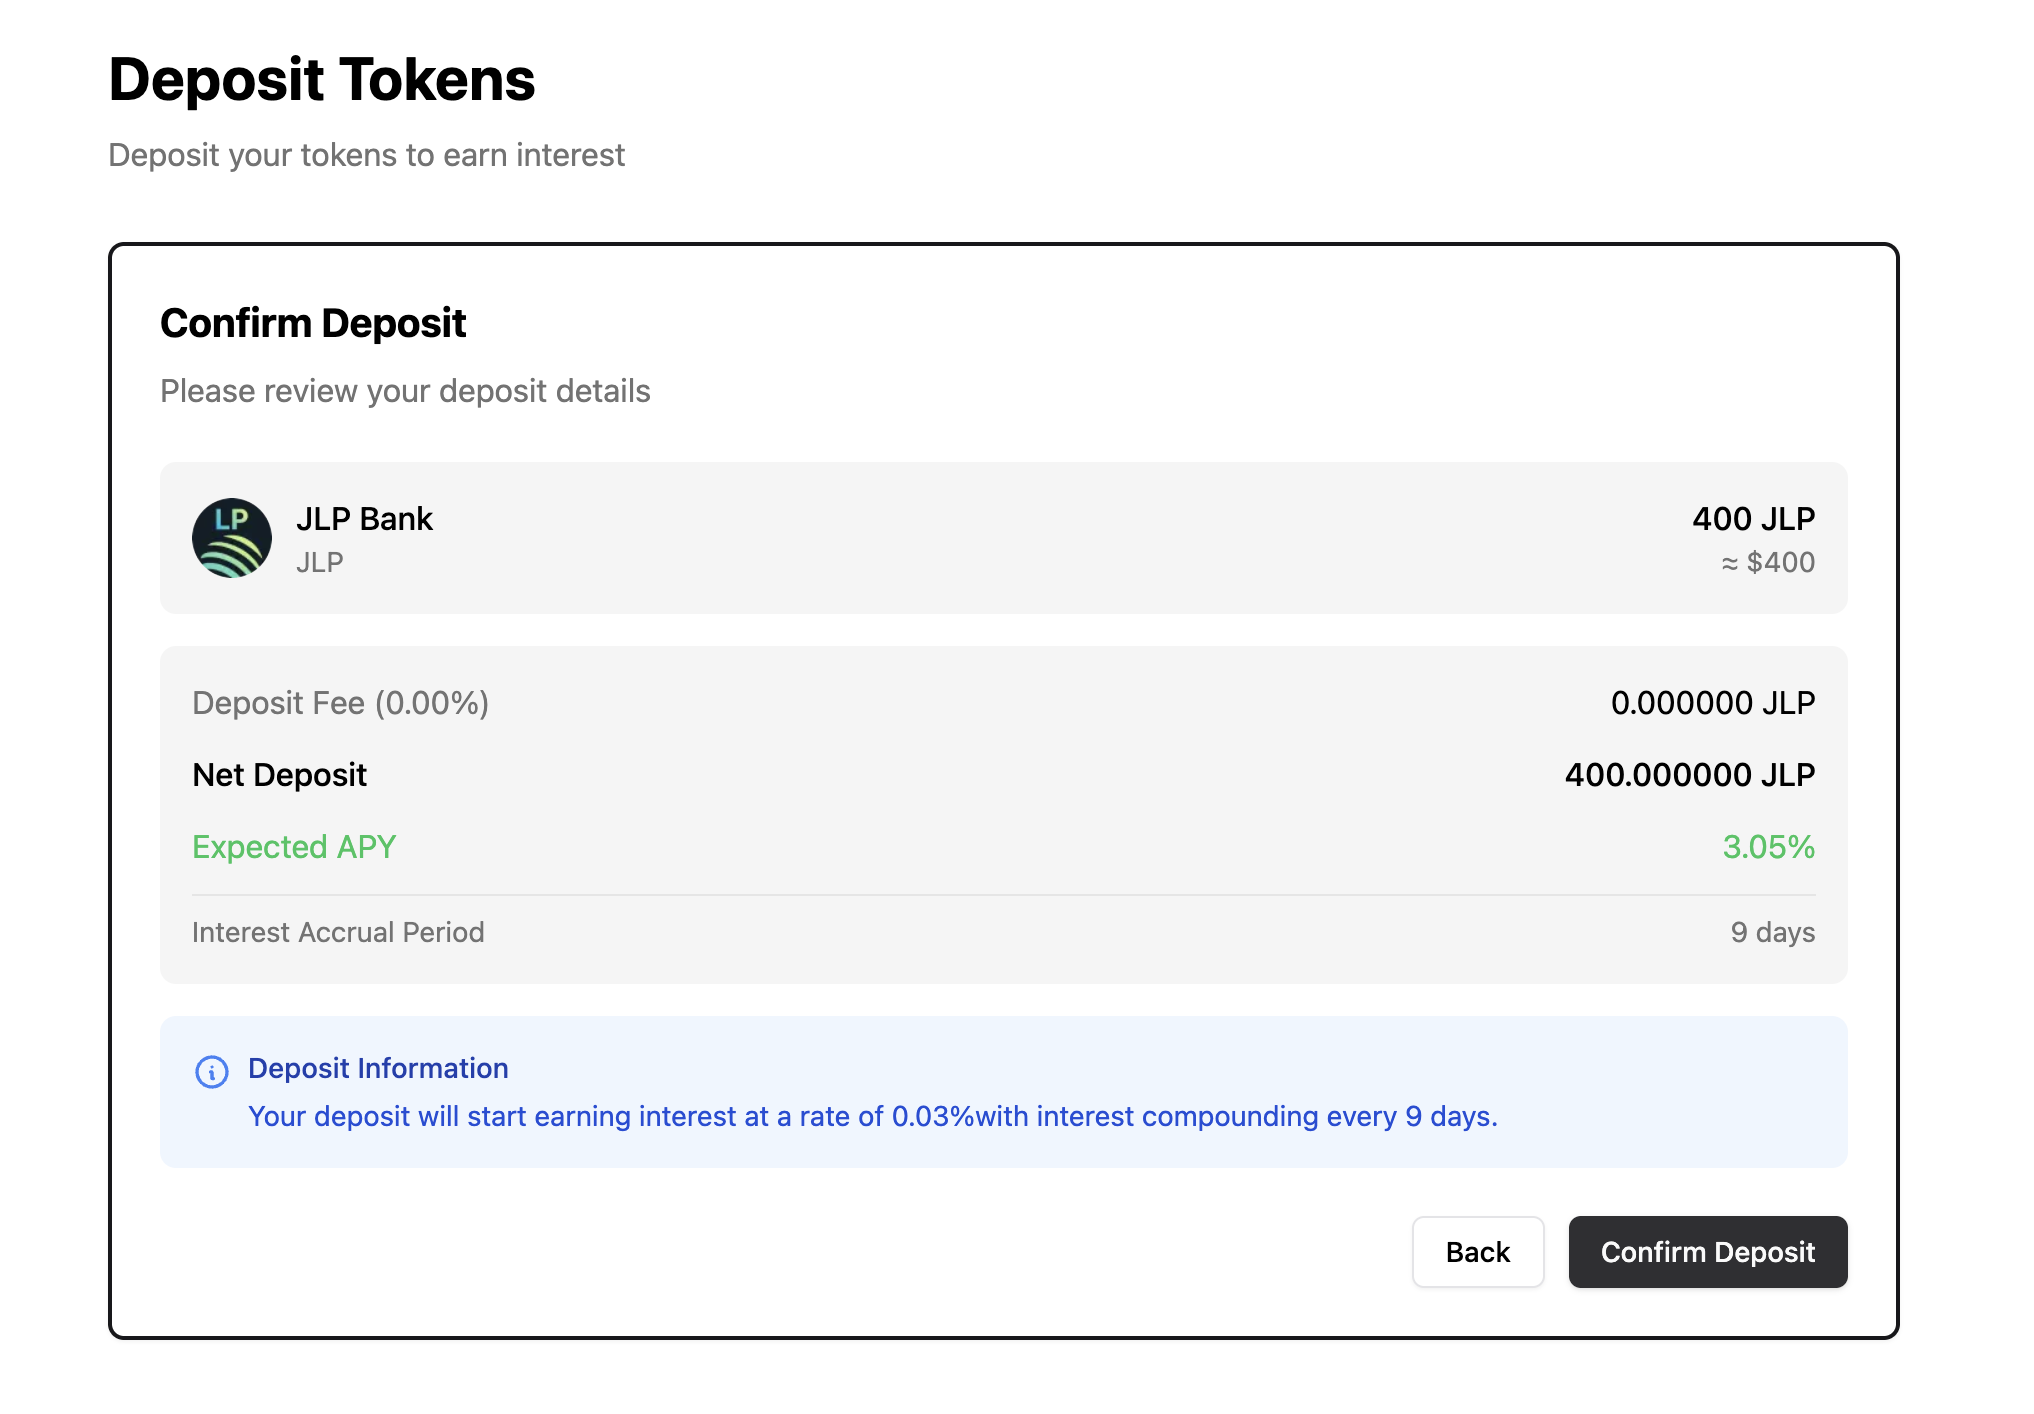 Deposit Tokens
Deposit your tokens to earn interest
Confirm Deposit
Please review your deposit details
LP
JLP Bank
400 JLP
JLP
≈ $400
Deposit Fee (0.00%)
0.000000 JLP
Net Deposit
400.000000 JLP
Expected APY
3.05%
Interest Accrual Period
9 days
Deposit Information
Your deposit will start earning interest at a rate of 0.03%with interest compounding every 9 days.
Back
Confirm Deposit